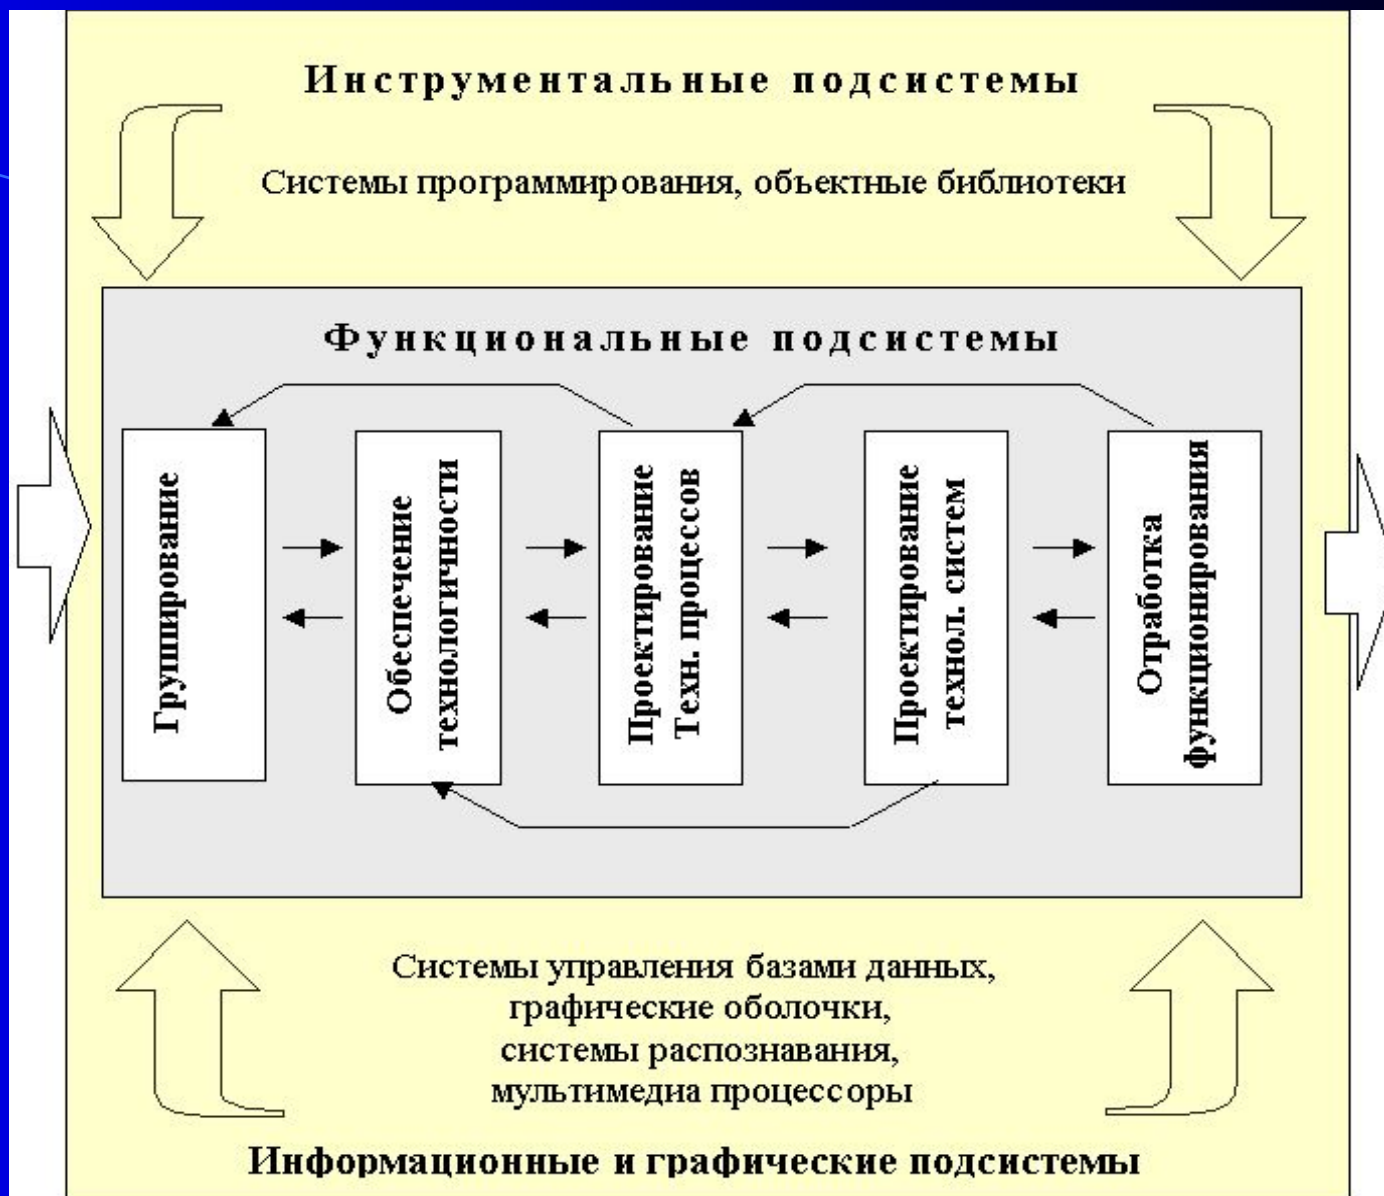 Инструментальные подсистемы
Системы программирования, объектные библиотеки
Функциональные подсистемы
Группирование
Обеспечение
технологичности
Проектирование
Техн. процессов
Проектирование
технол. систем
Отработка
функционирования
Системы управления базами данных,
графические оболочки,
системы распознавания,
мультимедиа процессоры
Информационные и графические подсистемы